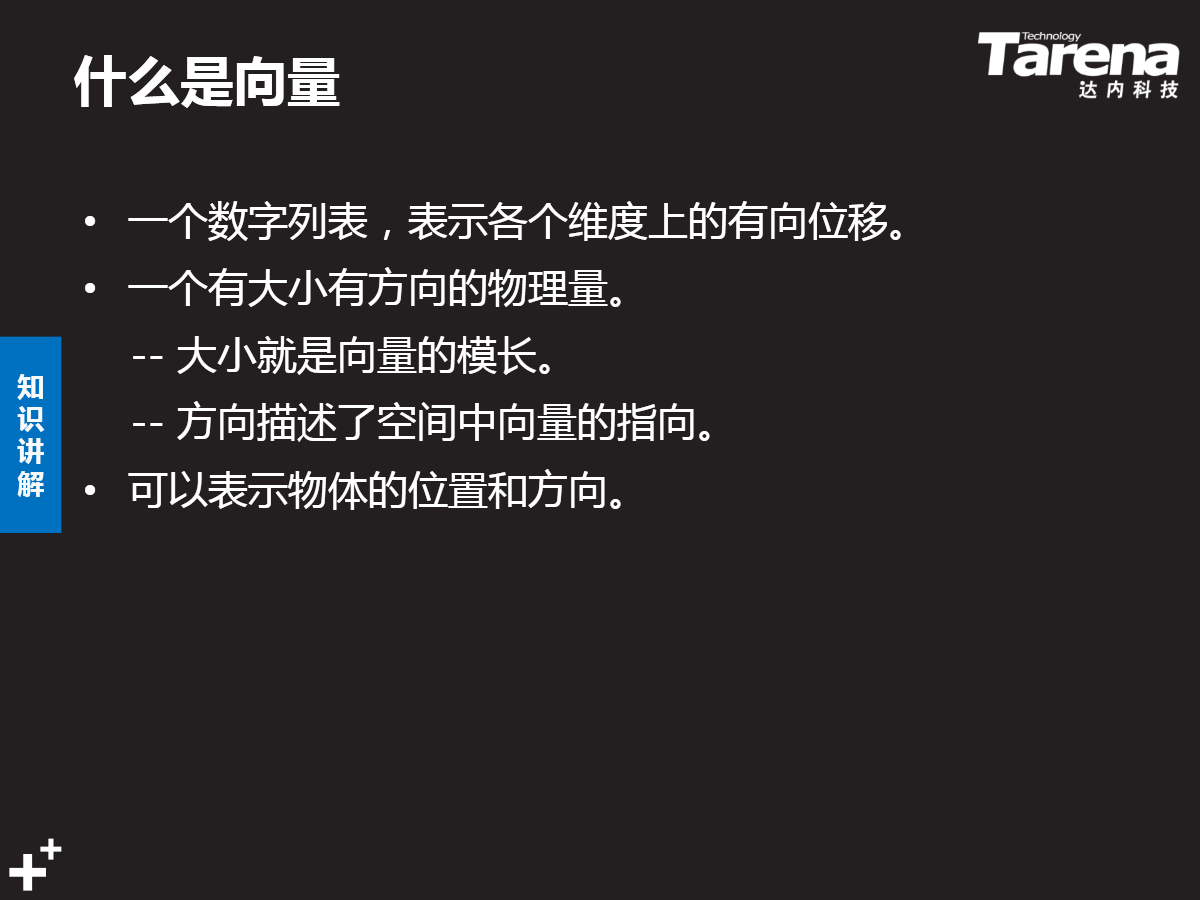 什么是向量
Technology
Tarena
达内科技
• 一个数字列表，表示各个维度上的有向位移。
• 一个有大小有方向的物理量。
-- 大小就是向量的模长。
-- 方向描述了空间中向量的指向。
• 可以表示物体的位置和方向。
知识讲解